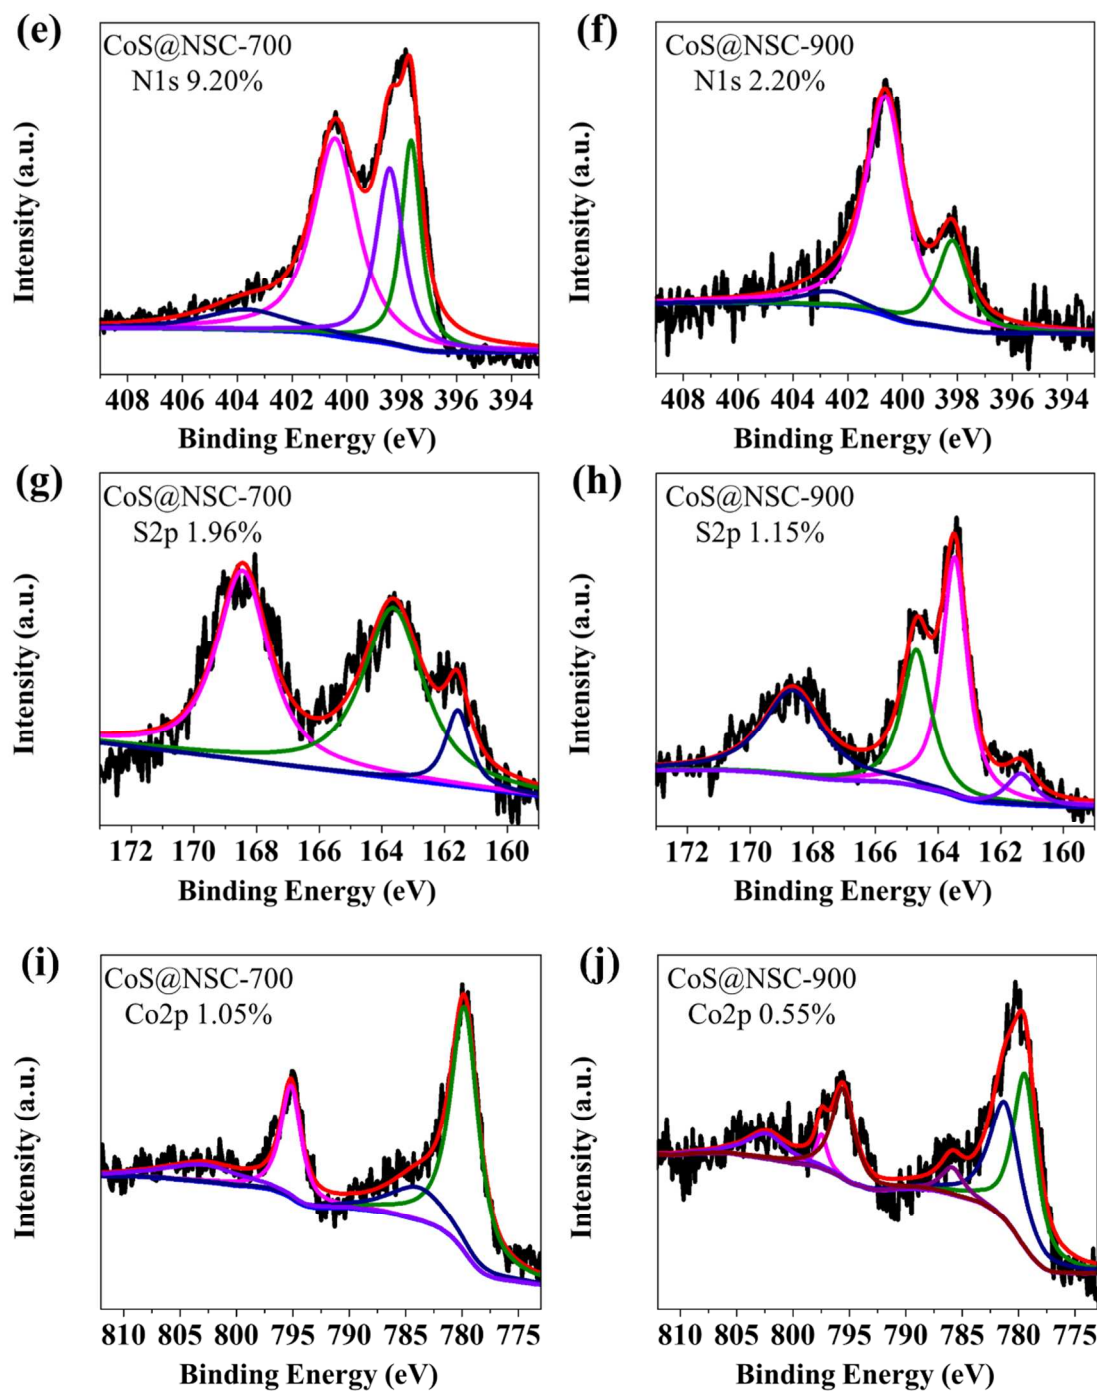 (e)
CoS@NSC-700
N1s 9.20%
Intensity (a.u.)
408 406 404 402 400 398 396 394
Binding Energy (eV)
(f)
CoS@NSC-900
N1s 2.20%
Intensity (a.u.)
408 406 404 402 400 398 396 394
Binding Energy (eV)
(g)
CoS@NSC-700
S2p 1.96%
Intensity (a.u.)
172 170 168 166 164 162 160
Binding Energy (eV)
(h)
CoS@NSC-900
S2p 1.15%
Intensity (a.u.)
172 170 168 166 164 162 160
Binding Energy (eV)
(i)
CoS@NSC-700
Co2p 1.05%
Intensity (a.u.)
810 805 800 795 790 785 780 775
Binding Energy (eV)
(j)
CoS@NSC-900
Co2p 0.55%
Intensity (a.u.)
810 805 800 795 790 785 780 775
Binding Energy (eV)